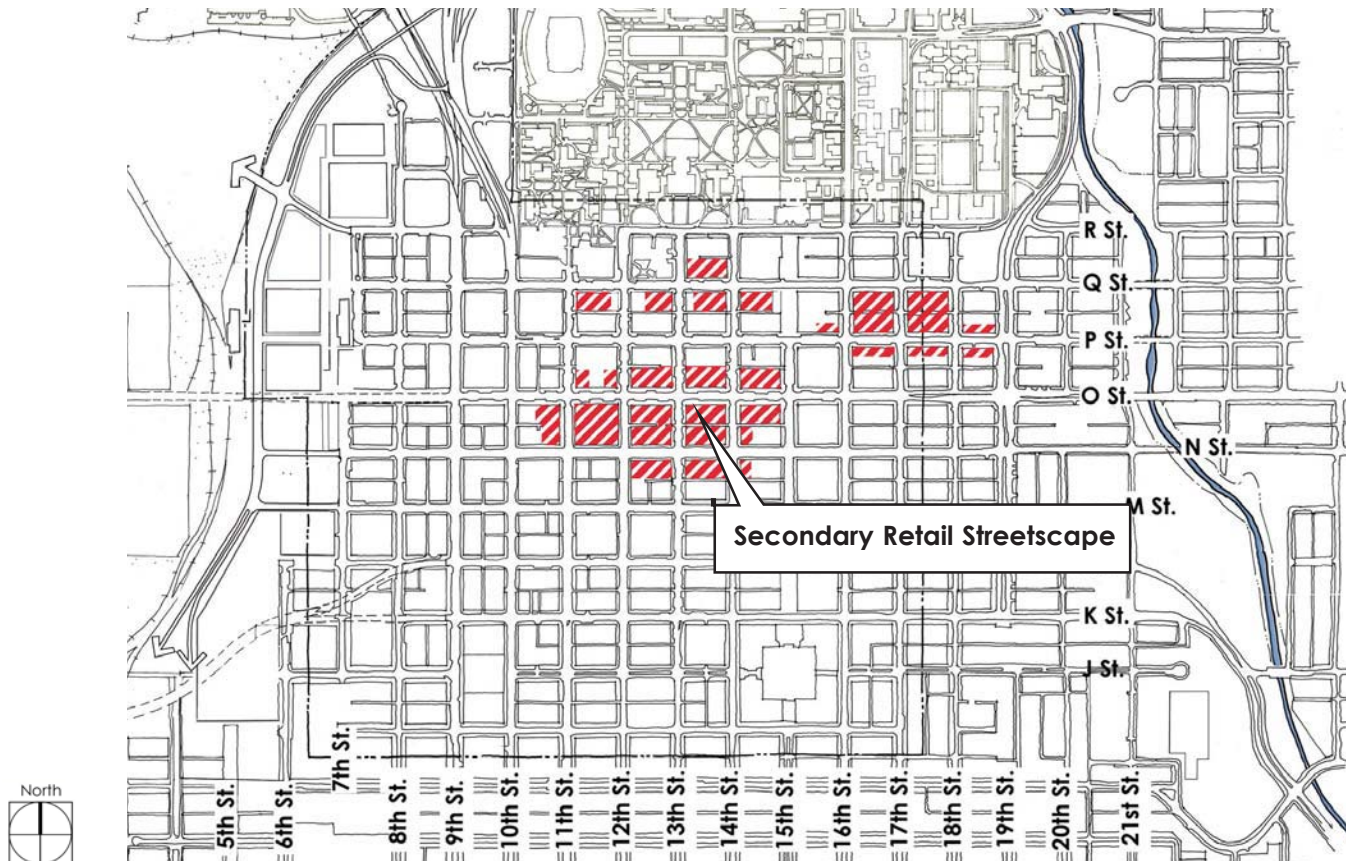 R St.
Q St.
P St.
O St.
N St.
M St.
Secondary Retail Streetscape
K St.
J St.
North
5th St.
6th St.
7th St.
8th St.
9th St.
10th St.
11th St.
12th St.
13th St.
14th St.
15th St.
16th St.
17th St.
18th St.
19th St.
20th St.
21st St.